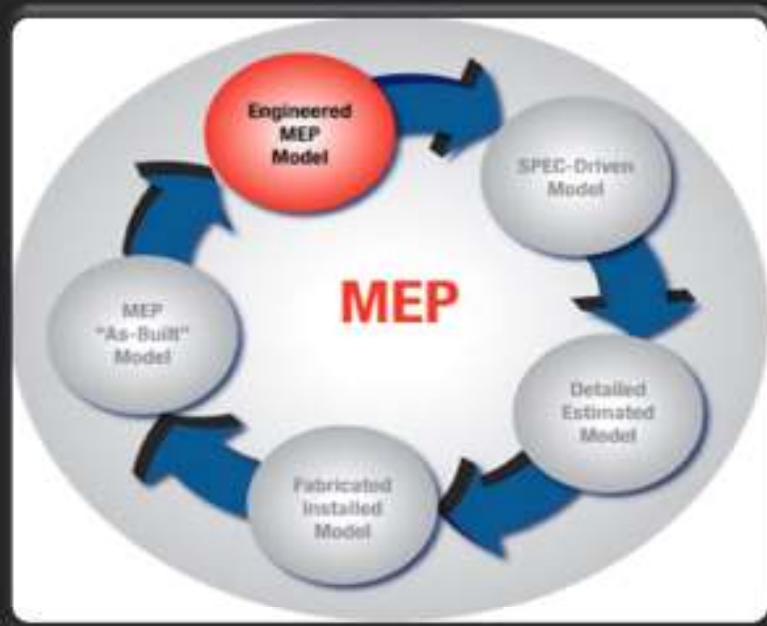 Engineered
MEP
Model
SPEC-Driven
Model
MEP
Detailed
Estimated
Model
Fabricated
Installed
Model
MEP
"As-Built"
Model